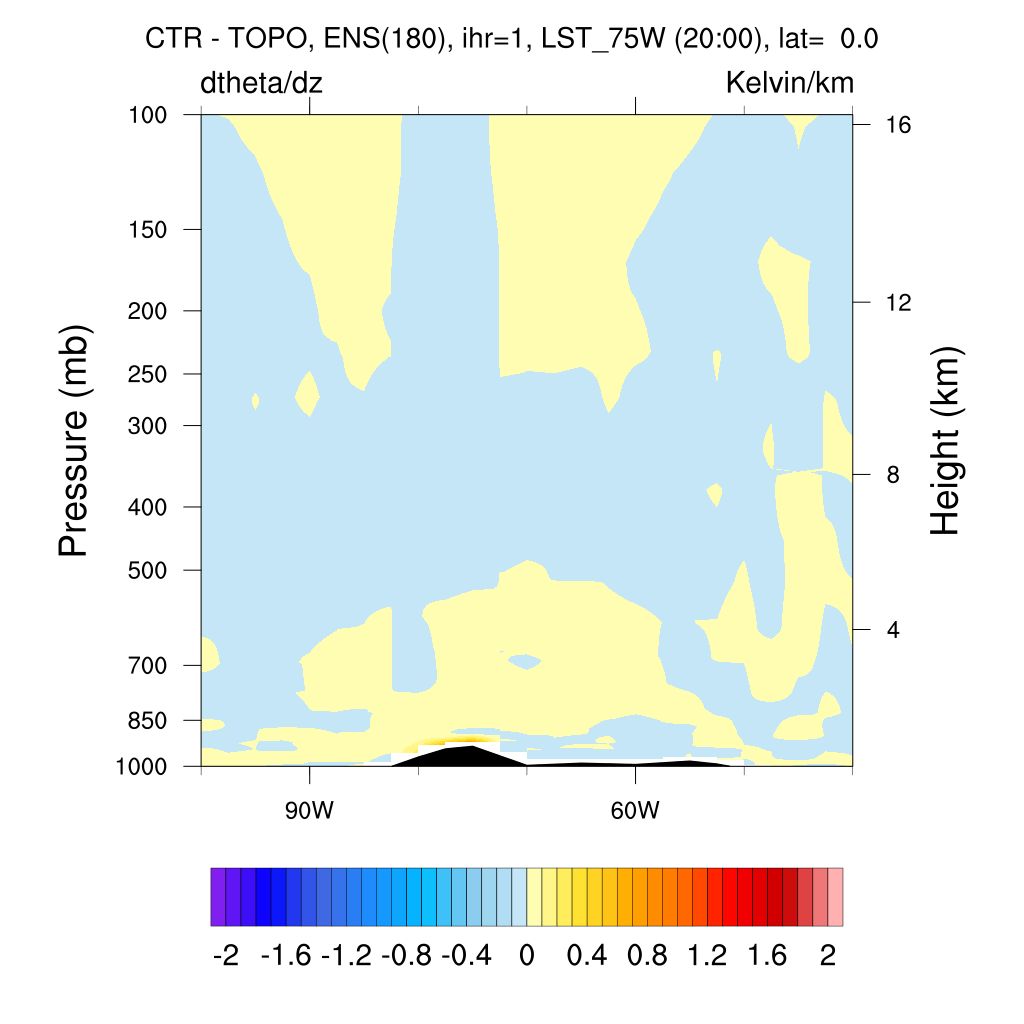 CTR - TOPO, ENS(180), ihr=1, LST_75W (20:00), lat=  0.0
dtheta/dz
Kelvin/km
100
150
200
250
300
400
500
700
850
1000
Pressure (mb)
16
12
8
4
Height (km)
90W
60W
-2 -1.6 -1.2 -0.8 -0.4 0 0.4 0.8 1.2 1.6 2